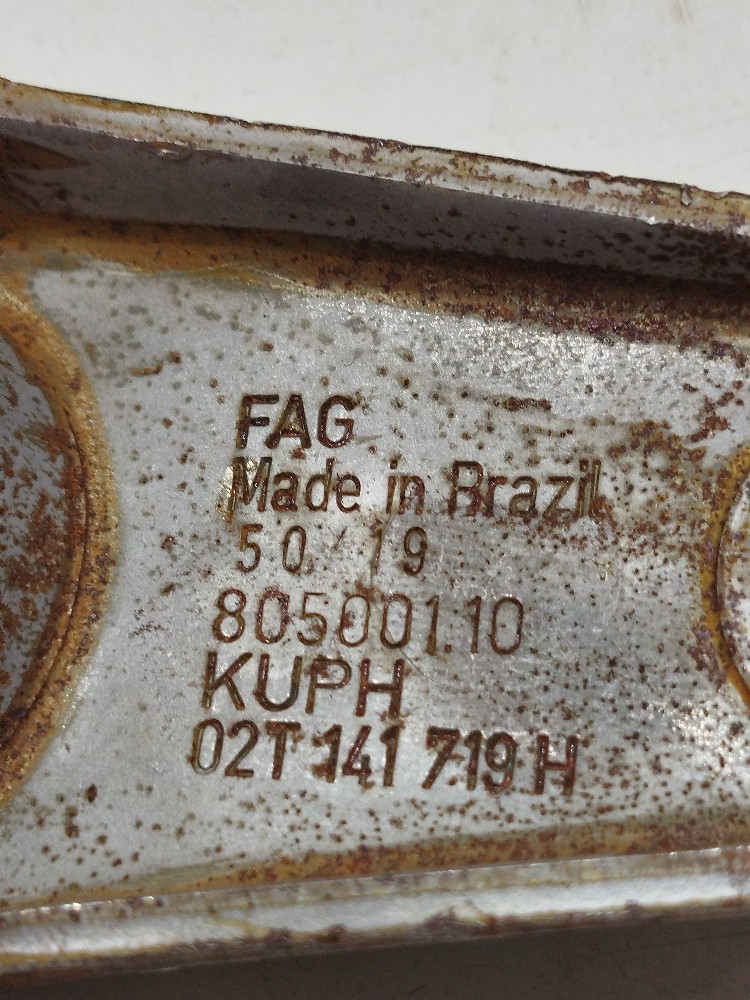 FAG
Made in Brazil
50/19
805001.10
KUPH
02T 141 719 H